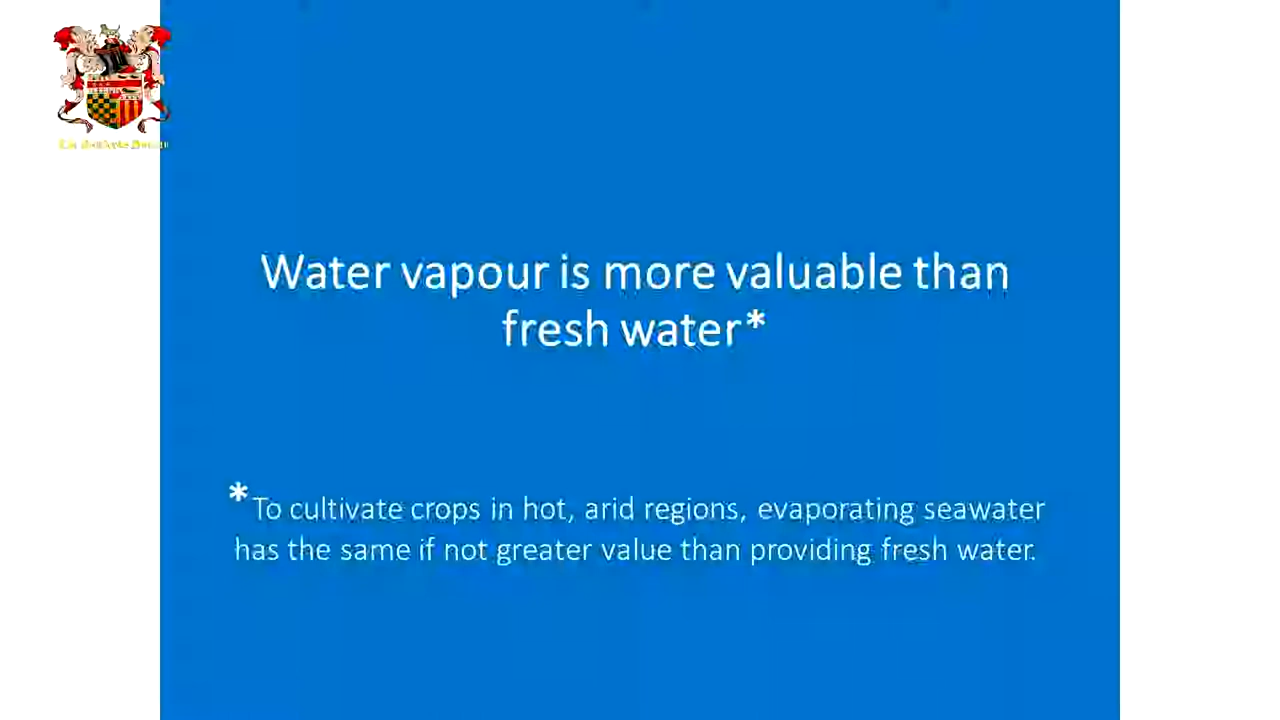 Water vapour is more valuable than
fresh water*
*To cultivate crops in hot, arid regions, evaporating seawater
has the same if not greater value than providing fresh water.